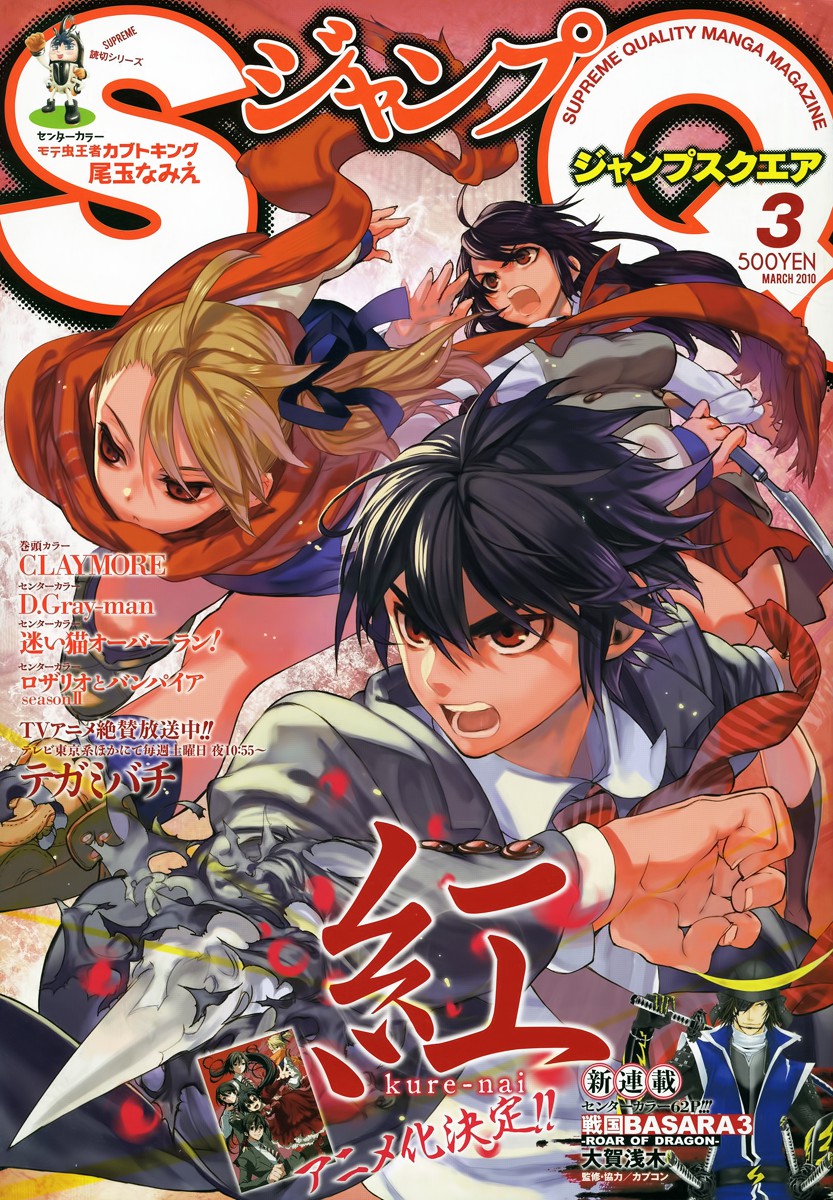 SUPREME
読切シリーズ
センターカラー
モテ虫王者カブトキング
尾玉なみえ
S
ジャンプ
Q
SUPREME QUALITY MANGA MAGAZINE
ジャンプスクエア
3
500YEN
MARCH 2010
巻頭カラー
CLAYMORE
センターカラー
D.Gray-man
センターカラー
迷い猫オーバーラン!
センターカラー
ロザリオとバンパイア
seasonII
TVアニメ絶賛放送中!!
テレビ東京系ほかにて毎週土曜日 夜10:55〜
テガミバチ
紅
kure-nai
アニメ化決定!!
新連載
センターカラー62P!!!
戦国BASARA3
-ROAR OF DRAGON-
大賀浅木
監修・協力/カプコン